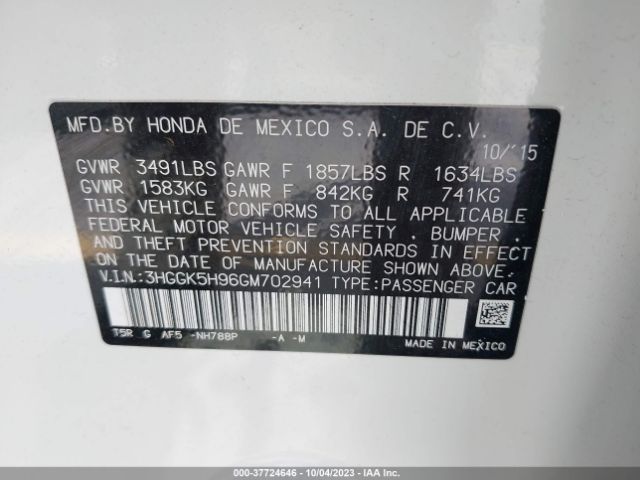 MFD.BY HONDA DE MEXICO S.A. DE C.V.
10/'15
GVWR 3491LBS GAWR F 1857LBS R 1634LBS
GVWR 1583KG GAWR F 842KG R 741KG
THIS VEHICLE CONFORMS TO ALL APPLICABLE
FEDERAL MOTOR VEHICLE SAFETY , BUMPER ,
AND THEFT PREVENTION STANDARDS IN EFFECT
ON THE DATE OF MANUFACTURE SHOWN ABOVE.
V.I.N.:3HGGK5H96GM702941 TYPE:PASSENGER CAR
T5R G AF5 -NH788P -A -M
MADE IN MEXICO
000-37724646 - 10/04/2023 - IAA Inc.